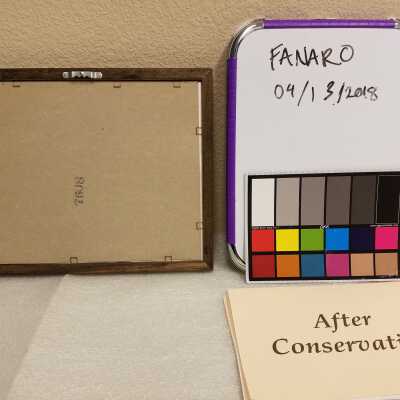 FANARO
04/13/2018
After
Conservati